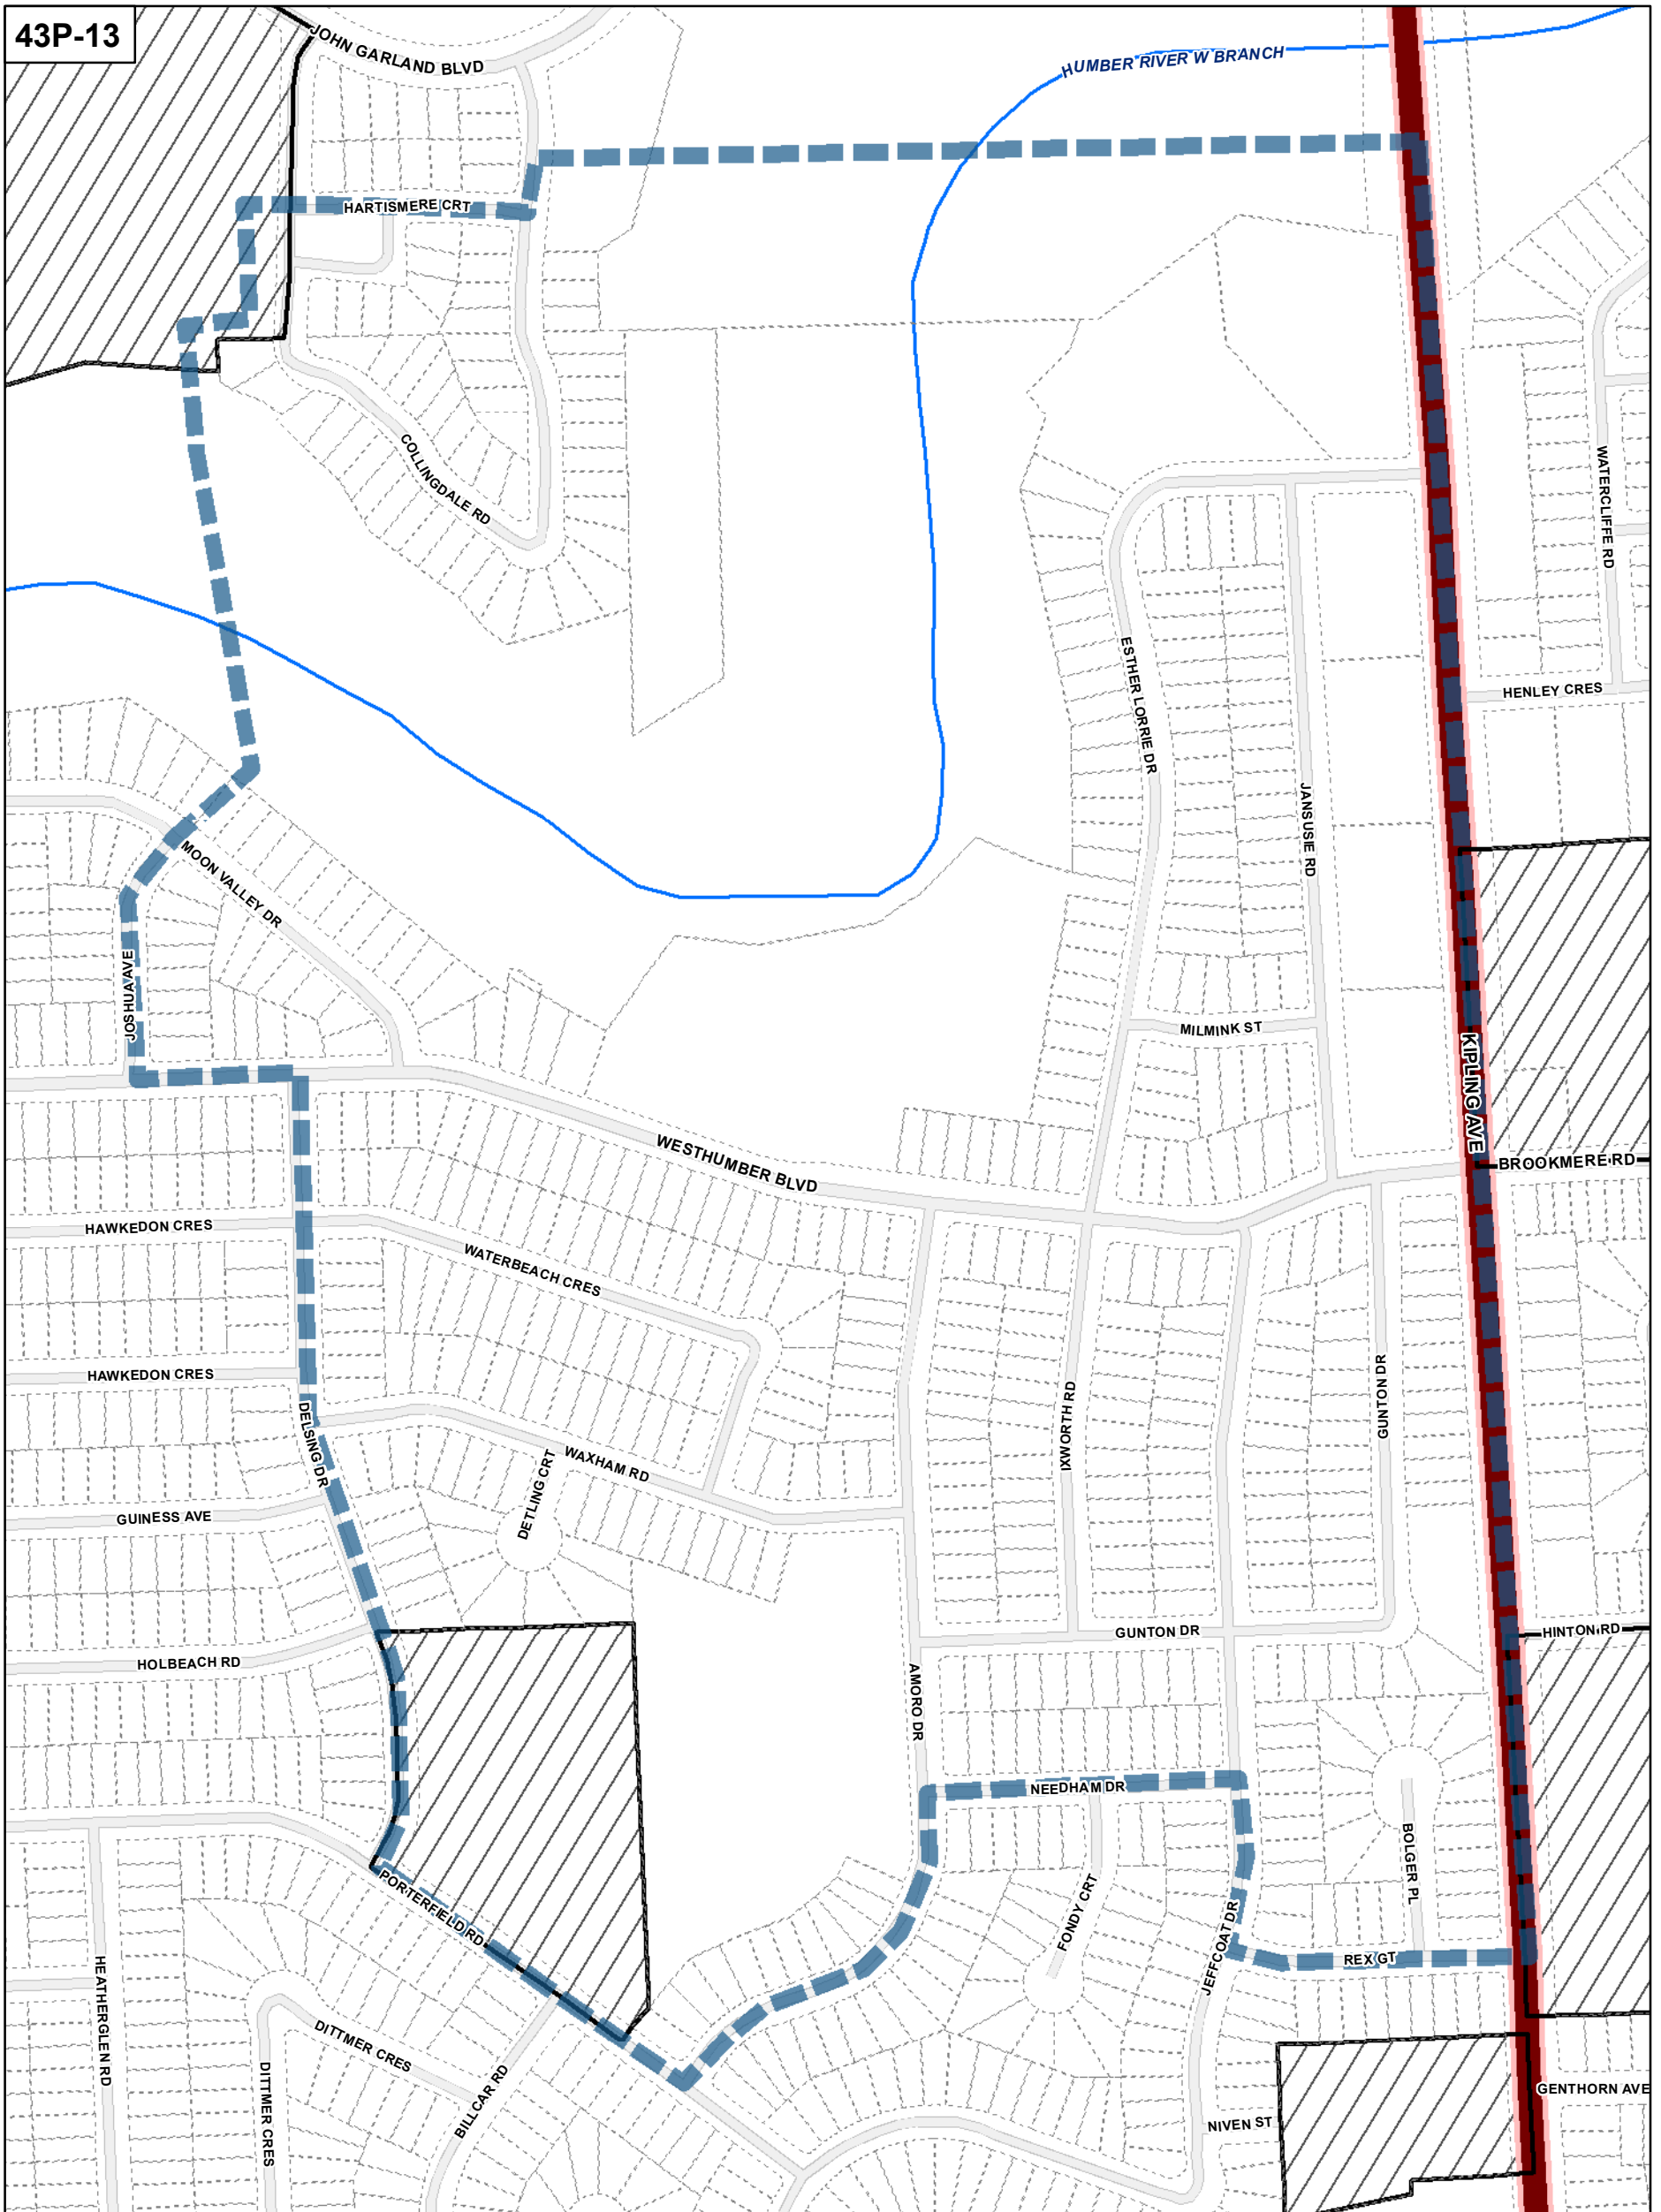 43P-13
JOHN GARLAND BLVD
HUMBER RIVER W BRANCH
HARTISMERE CRT
COLLINGDALE RD
WATERCLIFFE RD
ESTHER LORRIE DR
HENLEY CRES
JANSUSIE RD
MOON VALLEY DR
JOSHUA AVE
MILMINK ST
KIPLING AVE
WESTHUMBER BLVD
BROOKMERE RD
HAWKEDON CRES
WATERBEACH CRES
HAWKEDON CRES
GUNTON DR
IXWORTH RD
DELSING DR
WAXHAM RD
DETLING CRT
GUINESS AVE
GUNTON DR
HINTON RD
HOLBEACH RD
AMORO DR
NEEDHAM DR
BOLGER PL
PORTERFIELD RD
FONDY CRT
JEFFCOAT DR
REX GT
HEATHERGLEN RD
DITTMER CRES
DITTMER CRES
BILLCAR RD
GENTHORN AVE
NIVEN ST